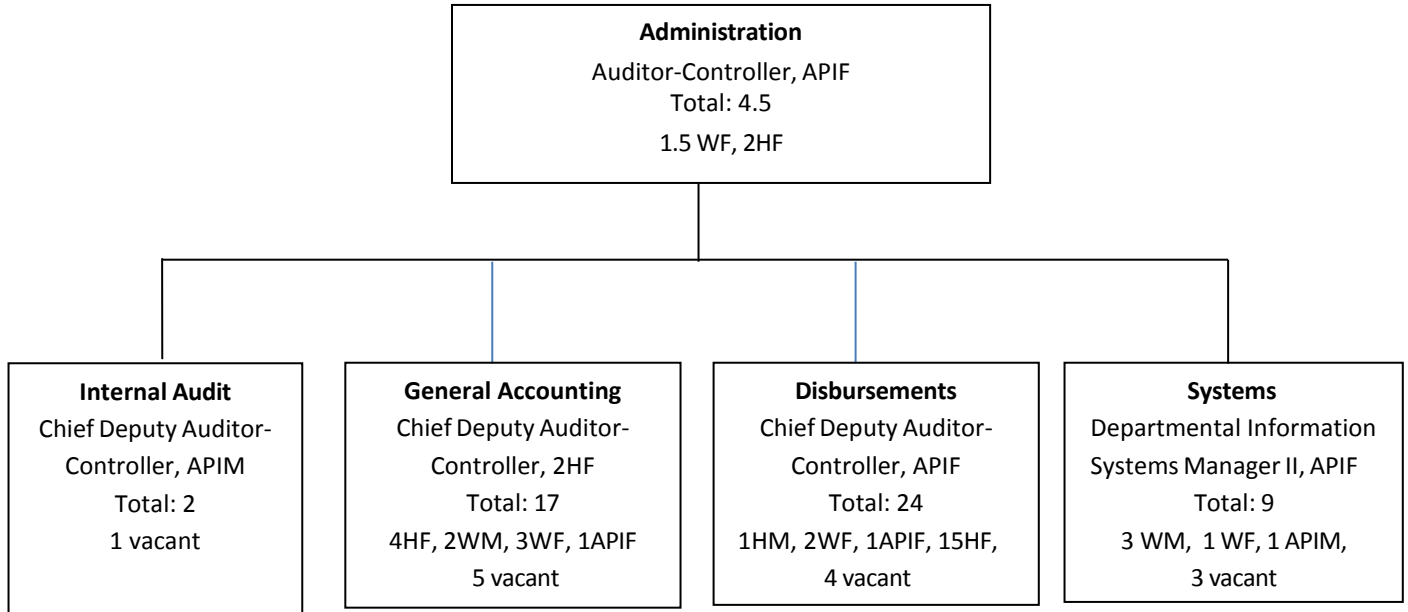 Administration
Auditor-Controller, APIF
Total: 4.5
1.5 WF, 2HF
Internal Audit
Chief Deputy Auditor-
Controller, APIM
Total: 2
1 vacant
General Accounting
Chief Deputy Auditor-
Controller, 2HF
Total: 17
4HF, 2WM, 3WF, 1APIF
5 vacant
Disbursements
Chief Deputy Auditor-
Controller, APIF
Total: 24
1HM, 2WF, 1APIF, 15HF,
4 vacant
Systems
Departmental Information
Systems Manager II, APIF
Total: 9
3 WM, 1 WF, 1 APIM,
3 vacant